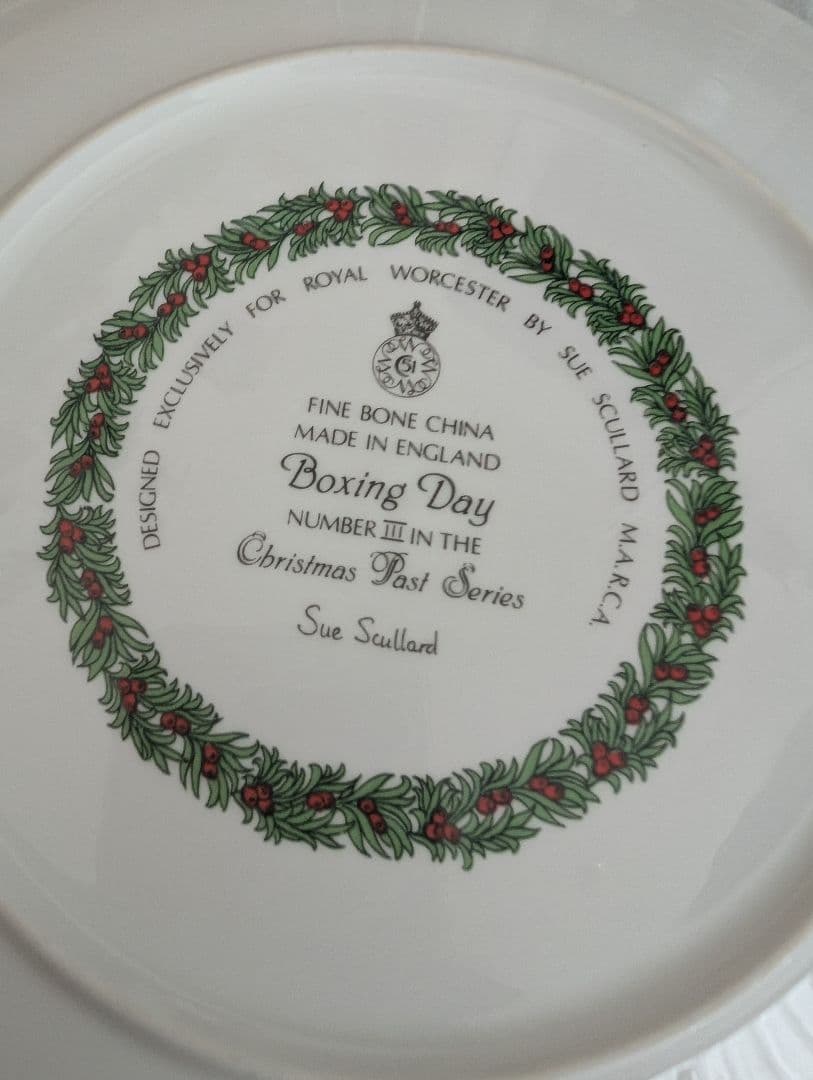 DESIGNED EXCLUSIVELY FOR ROYAL WORCESTER BY SUE SCULLARD M.A.R.C.A.
51
FINE BONE CHINA
MADE IN ENGLAND
Boxing Day
NUMBER III IN THE
Christmas Past Series
Sue Scullard